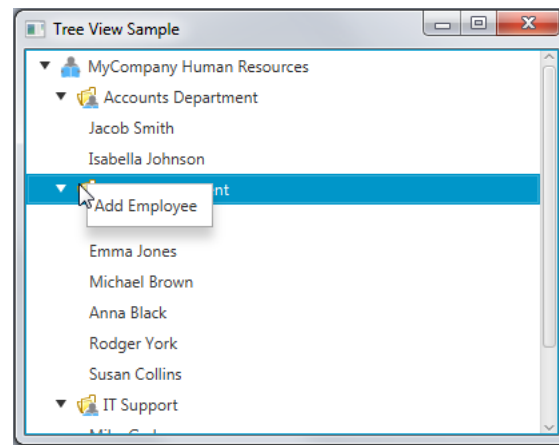 Tree View Sample
MyCompany Human Resources
Accounts Department
Jacob Smith
Isabella Johnson
Add Employee
Emma Jones
Michael Brown
Anna Black
Rodger York
Susan Collins
IT Support